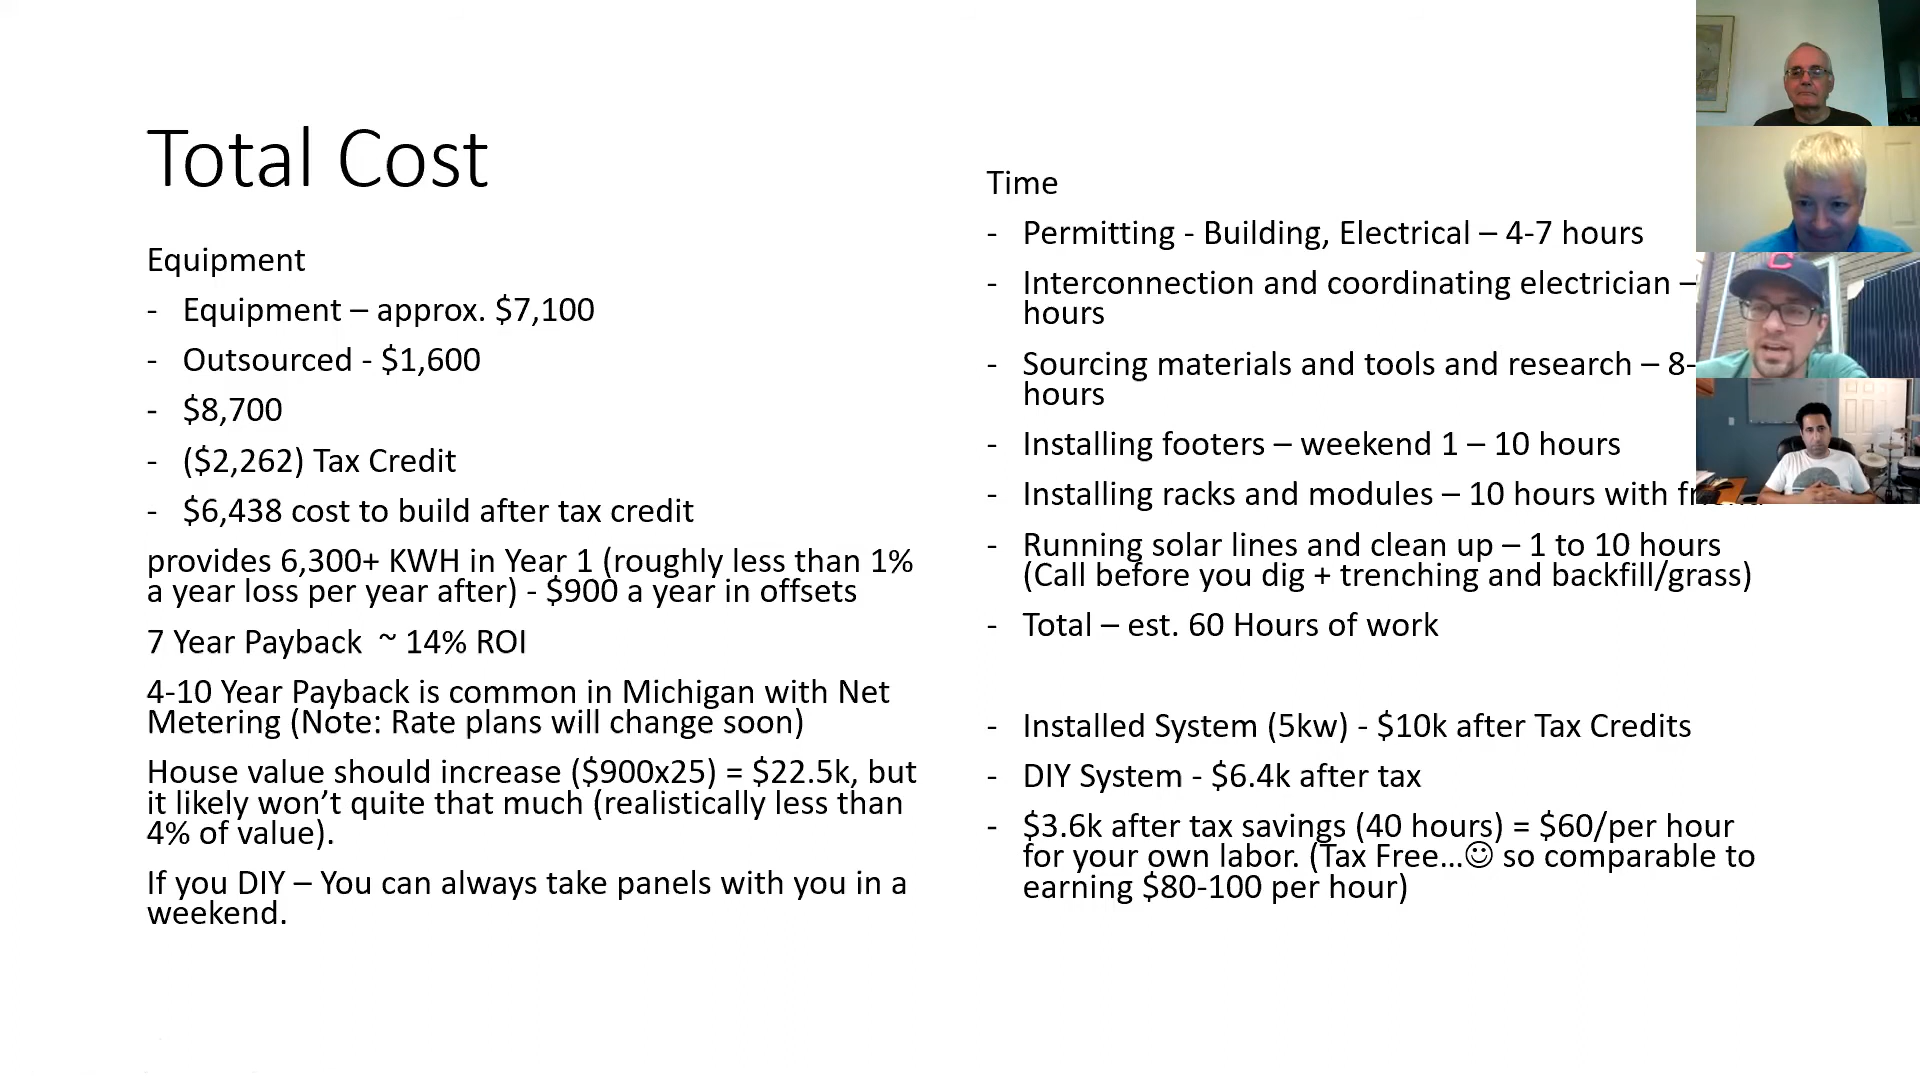 Total Cost
Equipment
- Equipment – approx. $7,100
- Outsourced - $1,600
- $8,700
- ($2,262) Tax Credit
- $6,438 cost to build after tax credit
provides 6,300+ KWH in Year 1 (roughly less than 1%
a year loss per year after) - $900 a year in offsets
7 Year Payback ~ 14% ROI
4-10 Year Payback is common in Michigan with Net
Metering (Note: Rate plans will change soon)
House value should increase ($900x25) = $22.5k, but
it likely won’t quite that much (realistically less than
4% of value).
If you DIY – You can always take panels with you in a
weekend.
Time
- Permitting - Building, Electrical – 4-7 hours
- Interconnection and coordinating electrician –
hours
- Sourcing materials and tools and research – 8-
hours
- Installing footers – weekend 1 – 10 hours
- Installing racks and modules – 10 hours with
- Running solar lines and clean up – 1 to 10 hours
(Call before you dig + trenching and backfill/grass)
- Total – est. 60 Hours of work
- Installed System (5kw) - $10k after Tax Credits
- DIY System - $6.4k after tax
- $3.6k after tax savings (40 hours) = $60/per hour
for your own labor. (Tax Free...☺ so comparable to
earning $80-100 per hour)
C